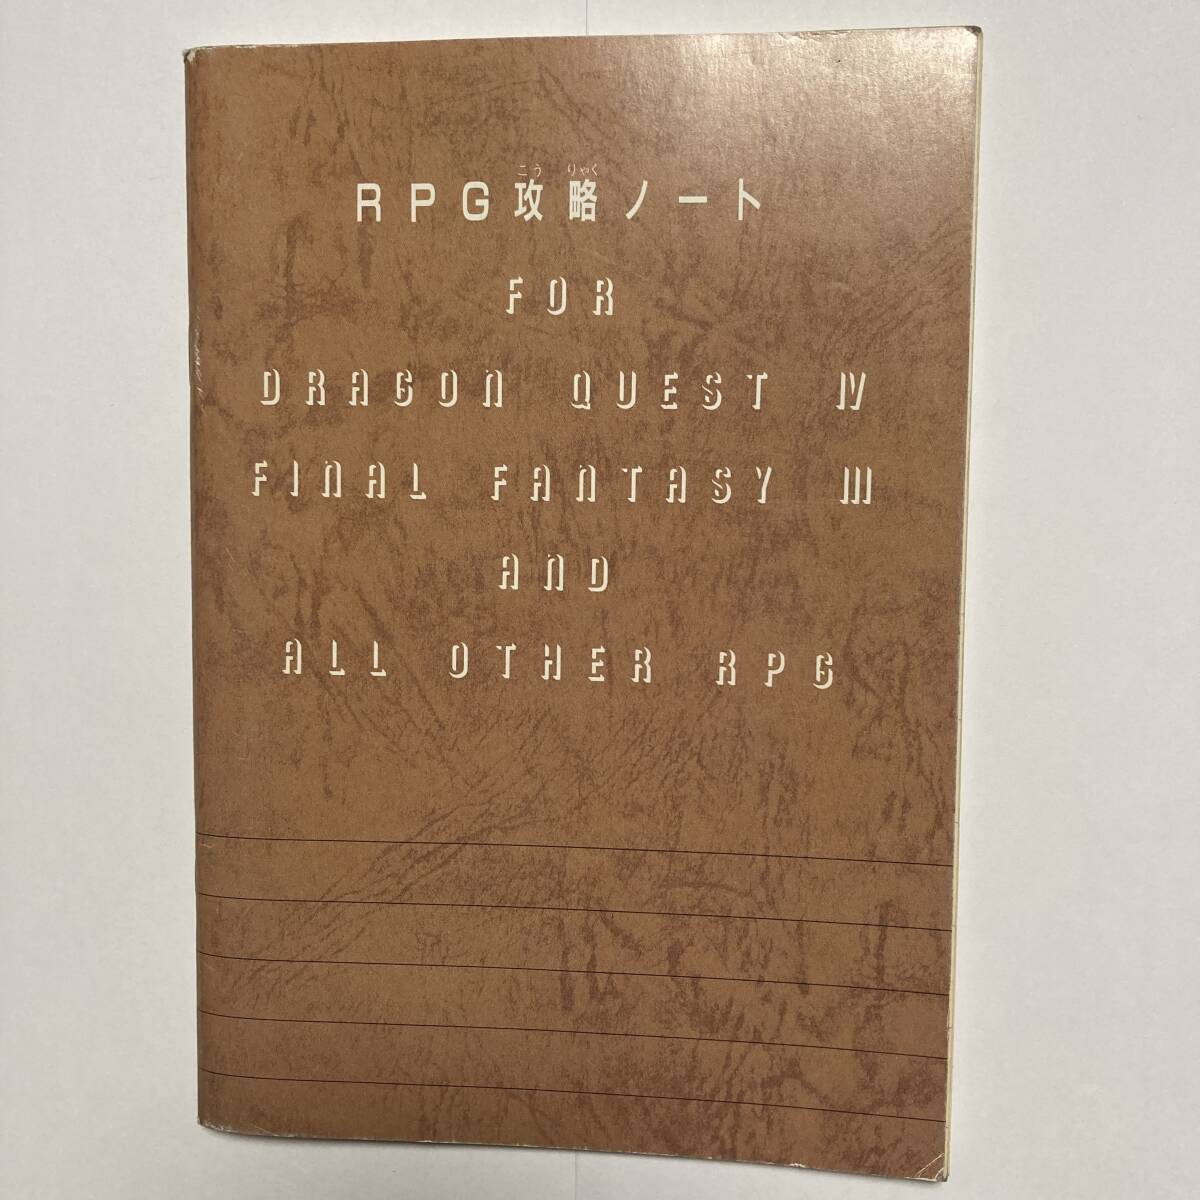 こうりゃく
RPG攻略ノート
FOR
DRAGON QUEST IV
FINAL FANTASY III
AND
ALL OTHER RPG